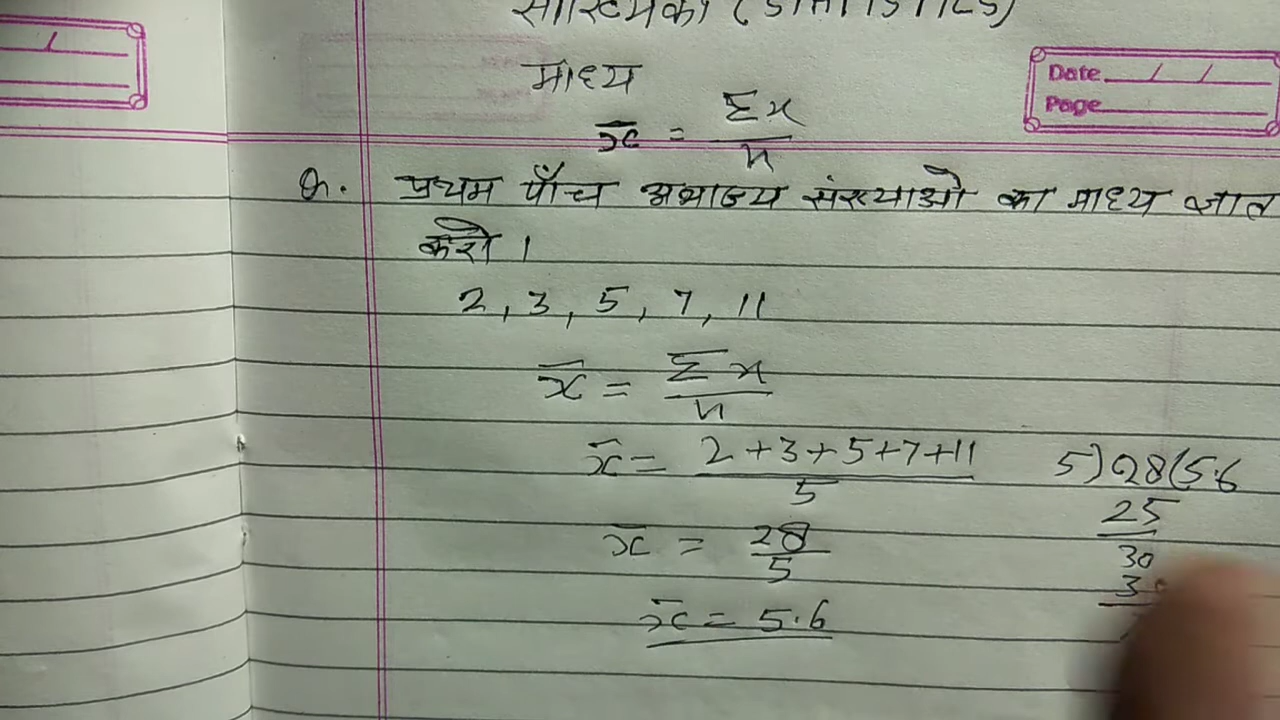 सांख्यिकी (STATISTICS)
माध्य
Date / /
Page
x̄ = Σx/n
Q. प्रथम पाँच अभाज्य संख्याओ का माध्य ज्ञात
करो ।
2, 3, 5, 7, 11
x̄ = Σx/n
x̄ = 2+3+5+7+11/5
5)28(5.6
25
30
x̄ = 28/5
x̄ = 5.6